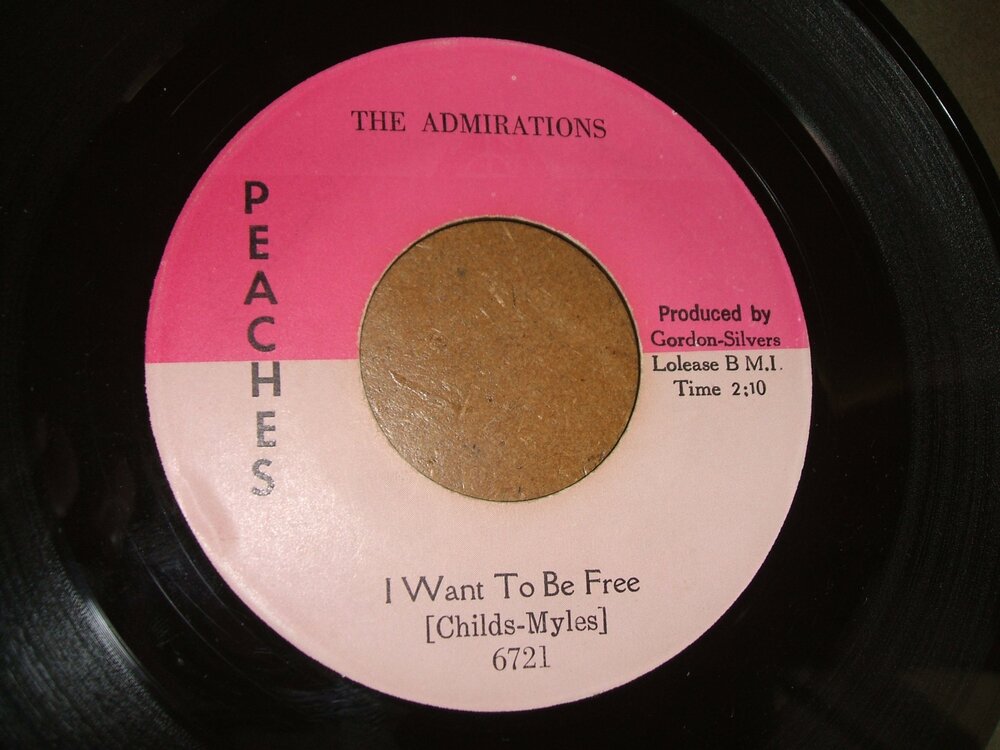 THE ADMIRATIONS
PEACHES
Produced by
Gordon-Silvers
Lolease B M.I.
Time 2:10
I Want To Be Free
[Childs-Myles]
6721